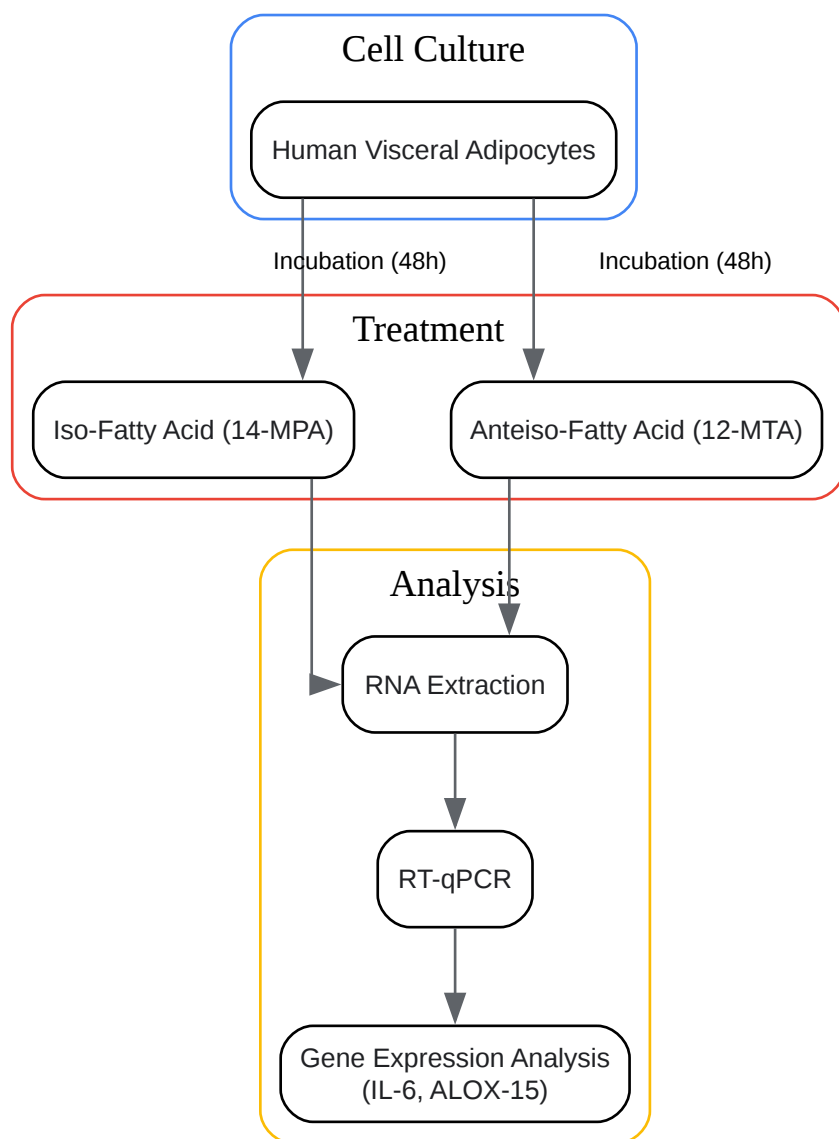 Cell Culture
Human Visceral Adipocytes
Incubation (48h)
Incubation (48h)
Treatment
Iso-Fatty Acid (14-MPA)
Anteiso-Fatty Acid (12-MTA)
Analysis
RNA Extraction
RT-qPCR
Gene Expression Analysis
(IL-6, ALOX-15)